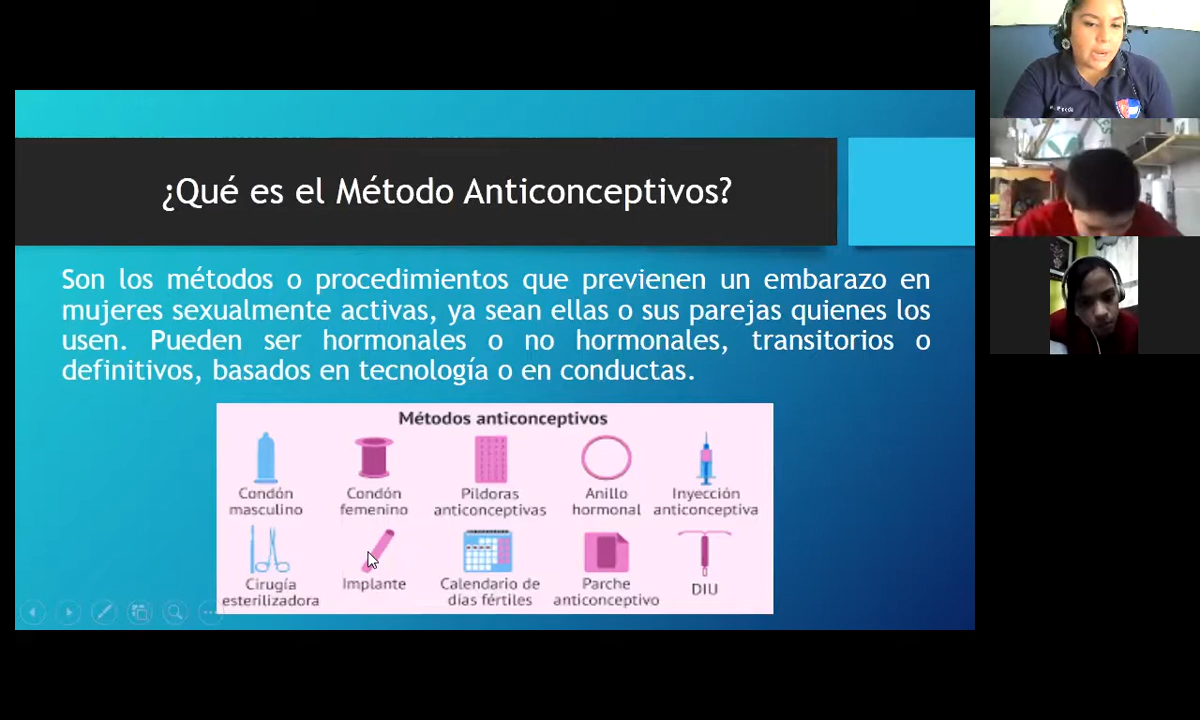 ¿Qué es el Método Anticonceptivos?
Son los métodos o procedimientos que previenen un embarazo en
mujeres sexualmente activas, ya sean ellas o sus parejas quienes los
usen. Pueden ser hormonales o no hormonales, transitorios o
definitivos, basados en tecnología o en conductas.
Métodos anticonceptivos
Condón masculino
Condón femenino
Píldoras anticonceptivas
Anillo hormonal
Inyección anticonceptiva
Cirugía esterilizadora
Implante
Calendario de días fértiles
Parche anticonceptivo
DIU